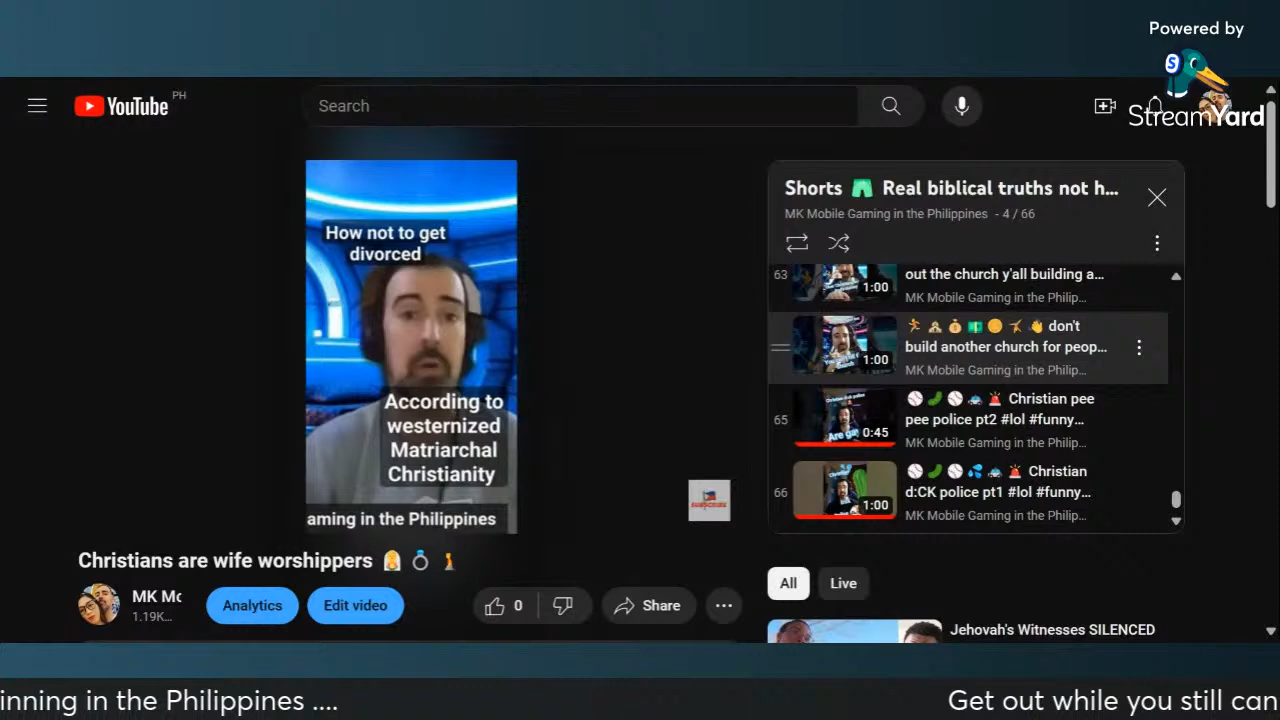 Powered by
StreamYard
YouTube PH
Search
How not to get
divorced
According to
westernized
Matriarchal
Christianity
aming in the Philippines
SUBSCRIBE
Christians are wife worshippers
MK Mc
1.19K...
Analytics
Edit video
0
Share
Shorts 🩳 Real biblical truths not h...
MK Mobile Gaming in the Philippines - 4 / 66
63
1:00
out the church y'all building a...
MK Mobile Gaming in the Philip...
1:00
don't
build another church for peop...
MK Mobile Gaming in the Philip...
65
Are gay
0:45
Christian pee
pee police pt2 #lol #funny...
MK Mobile Gaming in the Philip...
66
1:00
Christian
d:CK police pt1 #lol #funny...
MK Mobile Gaming in the Philip...
All
Live
Jehovah's Witnesses SILENCED
inning in the Philippines ....
Get out while you still can